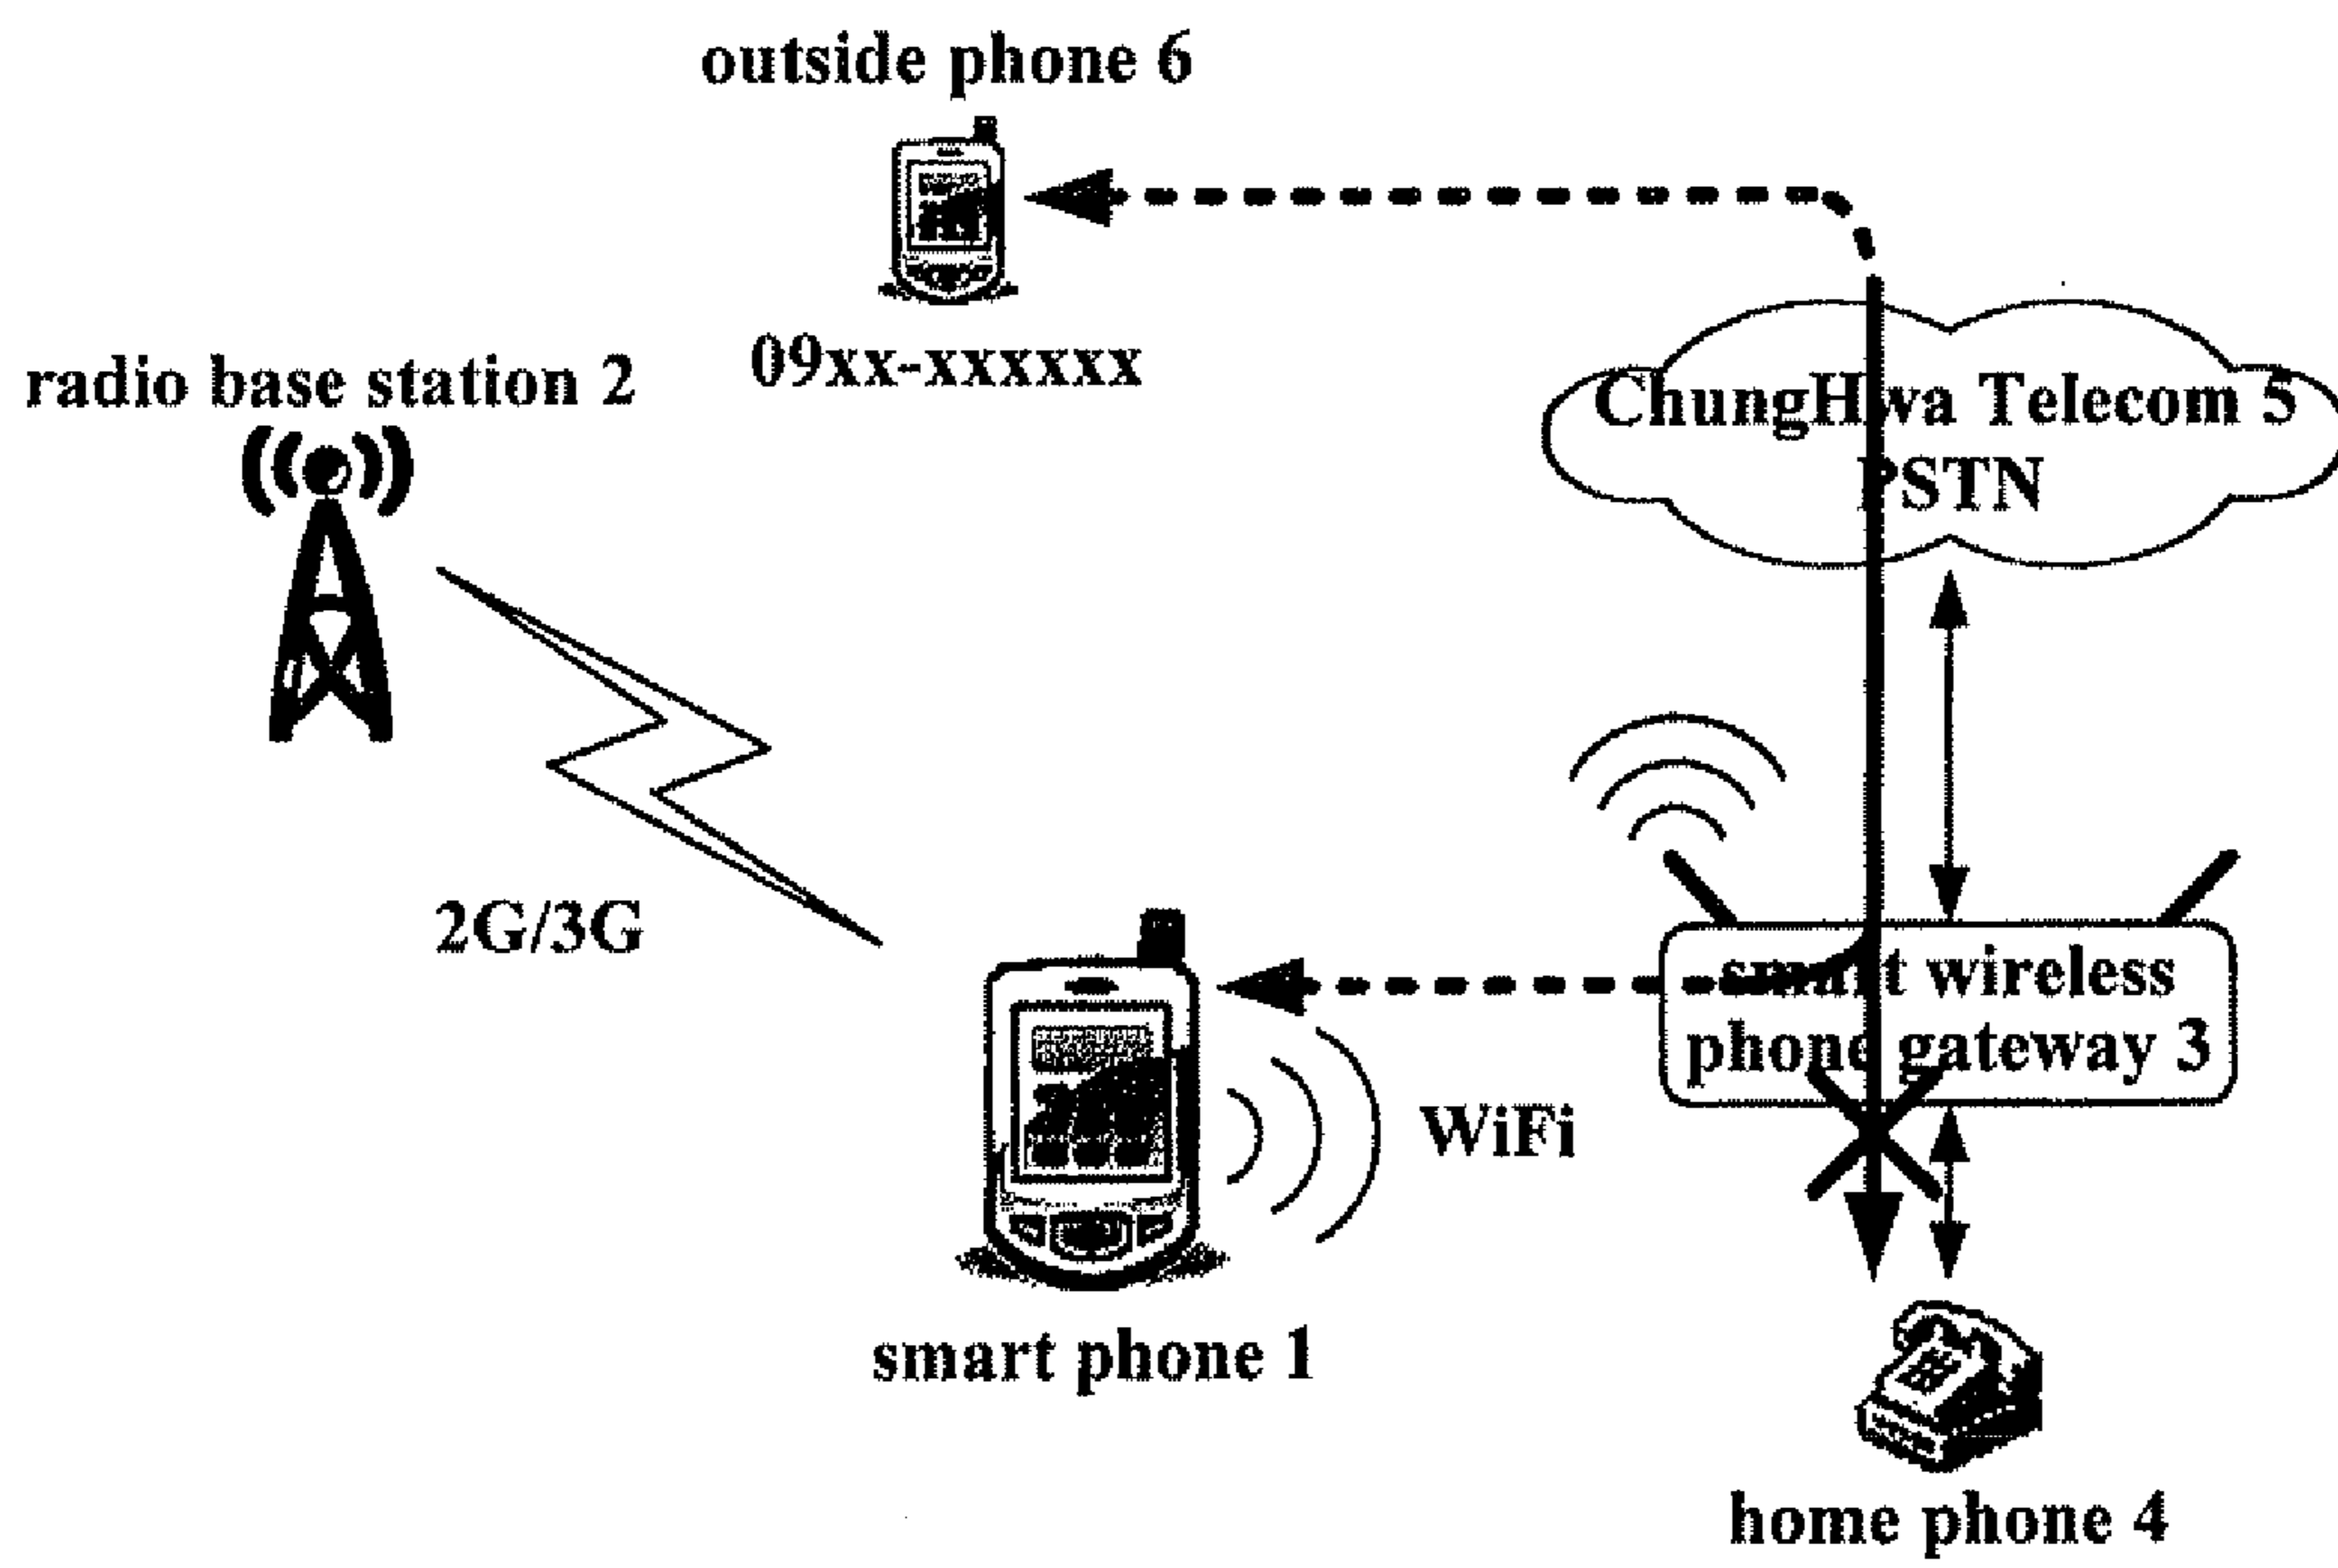 outside phone 6
09xx-xxxxxx
radio base station 2
ChungHwa Telecom 5
PSTN
2G/3G
smart wireless
phone gateway 3
WiFi
smart phone 1
home phone 4